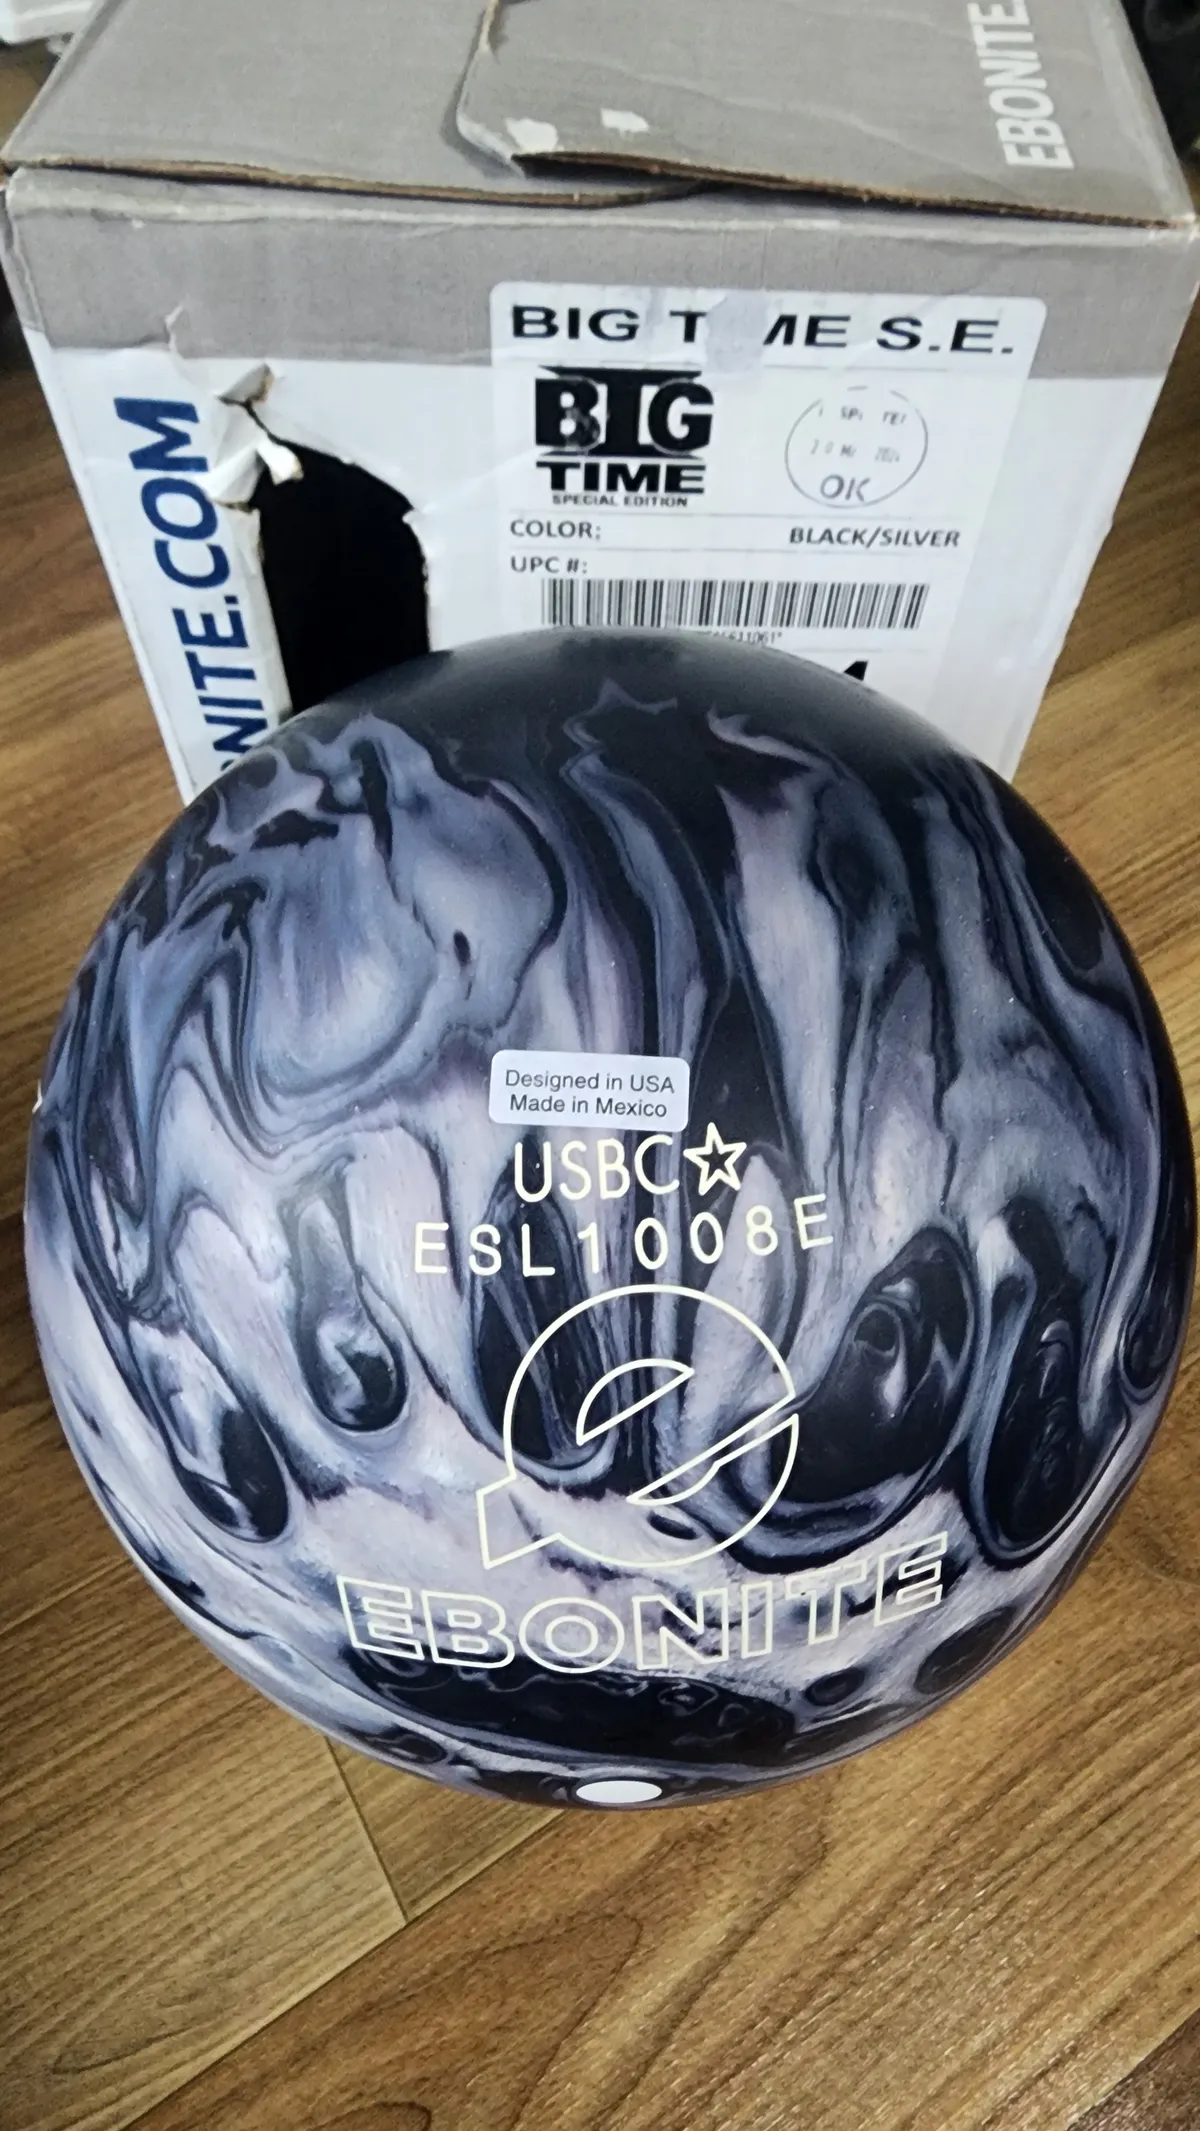 EBONITE.
BIG T ME S.E.
BIG
TIME
SPECIAL EDITION
OK
COLOR: BLACK/SILVER
UPC #:
NITE.COM
Designed in USA
Made in Mexico
USBC☆
ESL1008E
e
EBONITE